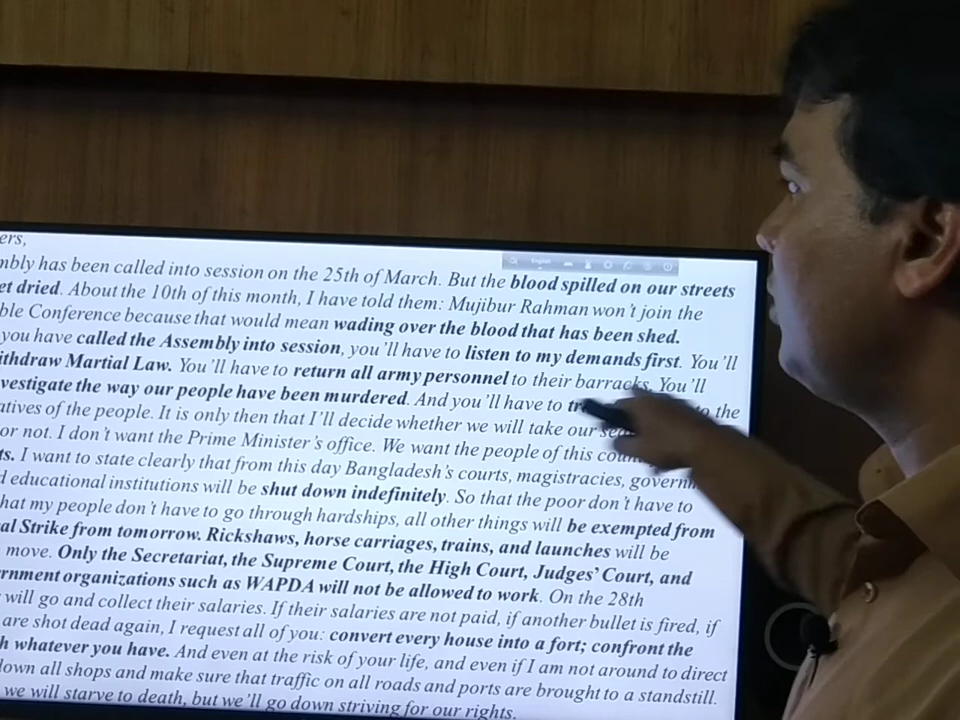 ers,
English
mbly has been called into session on the 25th of March. But the blood spilled on our streets
et dried. About the 10th of this month, I have told them: Mujibur Rahman won't join the
ble Conference because that would mean wading over the blood that has been shed.
you have called the Assembly into session, you'll have to listen to my demands first. You'll
ithdraw Martial Law. You'll have to return all army personnel to their barracks. You'll
vestigate the way our people have been murdered. And you'll have to the
atives of the people. It is only then that I'll decide whether we will take our
or not. I don't want the Prime Minister's office. We want the people of this
ts. I want to state clearly that from this day Bangladesh's courts, magistracies, governm
d educational institutions will be shut down indefinitely. So that the poor don't have to
hat my people don't have to go through hardships, all other things will be exempted from
al Strike from tomorrow. Rickshaws, horse carriages, trains, and launches will be
move. Only the Secretariat, the Supreme Court, the High Court, Judges' Court, and
rnment organizations such as WAPDA will not be allowed to work. On the 28th
will go and collect their salaries. If their salaries are not paid, if another bullet is fired, if
are shot dead again, I request all of you: convert every house into a fort; confront the
h whatever you have. And even at the risk of your life, and even if I am not around to direct
down all shops and make sure that traffic on all roads and ports are brought to a standstill.
we will starve to death, but we'll go down striving for our rights.